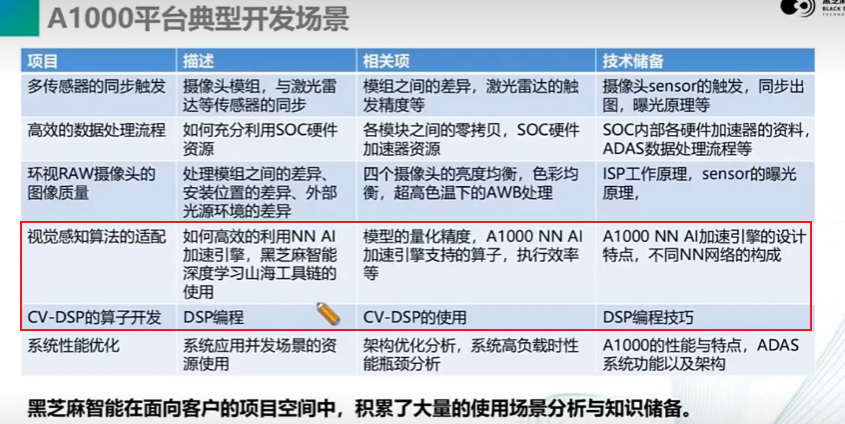 A1000平台典型开发场景
黑芝麻
项目 描述 相关项 技术储备
多传感器的同步触发 摄像头模组，与激光雷 模组之间的差异，激光雷达的触 摄像头sensor的触发，同步出
达等传感器的同步 发精度等 图，曝光原理等
高效的数据处理流程 如何充分利用SOC硬件 各模块之间的零拷贝，SOC硬件 SOC内部各硬件加速器的资料，
资源 加速器资源 ADAS数据处理流程等
环视RAW摄像头的 处理模组之间的差异、 四个摄像头的亮度均衡，色彩均 ISP工作原理，sensor的曝光
图像质量 安装位置的差异、外部 衡，超高色温下的AWB处理 原理，
光源环境的差异
视觉感知算法的适配 如何高效的利用NN AI 模型的量化精度，A1000 NN AI A1000 NN AI加速引擎的设计
加速引擎，黑芝麻智能 加速引擎支持的算子，执行效率 特点，不同NN网络的构成
深度学习山海工具链的 等
使用
CV-DSP的算子开发 DSP编程 CV-DSP的使用 DSP编程技巧
系统性能优化 系统应用并发场景的资 架构优化分析，系统高负载时性 A1000的性能与特点，ADAS
源使用 能瓶颈分析 系统功能以及架构
黑芝麻智能在面向客户的项目空间中，积累了大量的使用场景分析与知识储备。